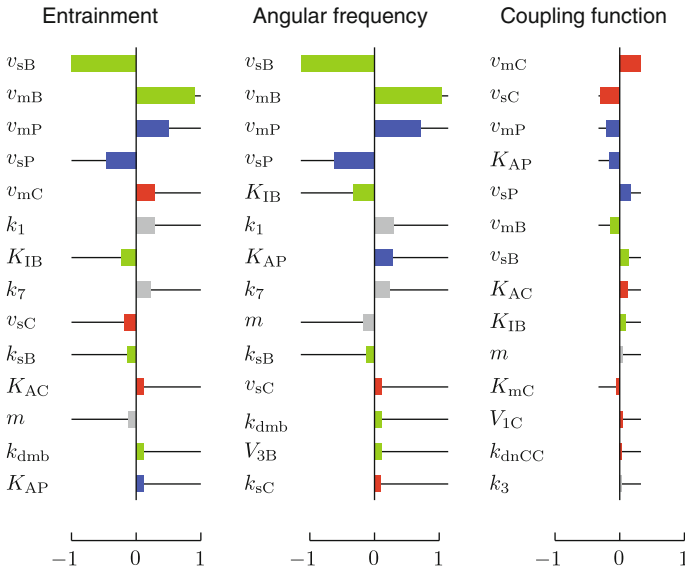 Entrainment
v_sB
v_mB
v_mP
v_sP
v_mC
k_1
K_IB
k_7
v_sC
k_sB
K_AC
m
k_dmb
K_AP
−1 0 1
Angular frequency
v_sB
v_mB
v_mP
v_sP
K_IB
k_1
K_AP
k_7
m
k_sB
v_sC
k_dmb
V_3B
k_sC
−1 0 1
Coupling function
v_mC
v_sC
v_mP
K_AP
v_sP
v_mB
v_sB
K_AC
K_IB
m
K_mC
V_1C
k_dnCC
k_3
−1 0 1